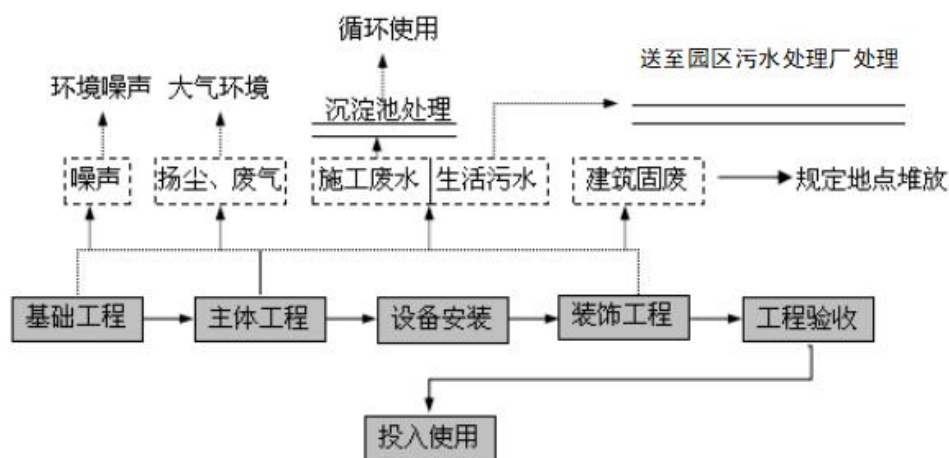 循环使用
送至园区污水处理厂处理
环境噪声 大气环境
沉淀池处理
噪声 扬尘、废气 施工废水 生活污水 建筑固废 规定地点堆放
基础工程 主体工程 设备安装 装饰工程 工程验收
投入使用